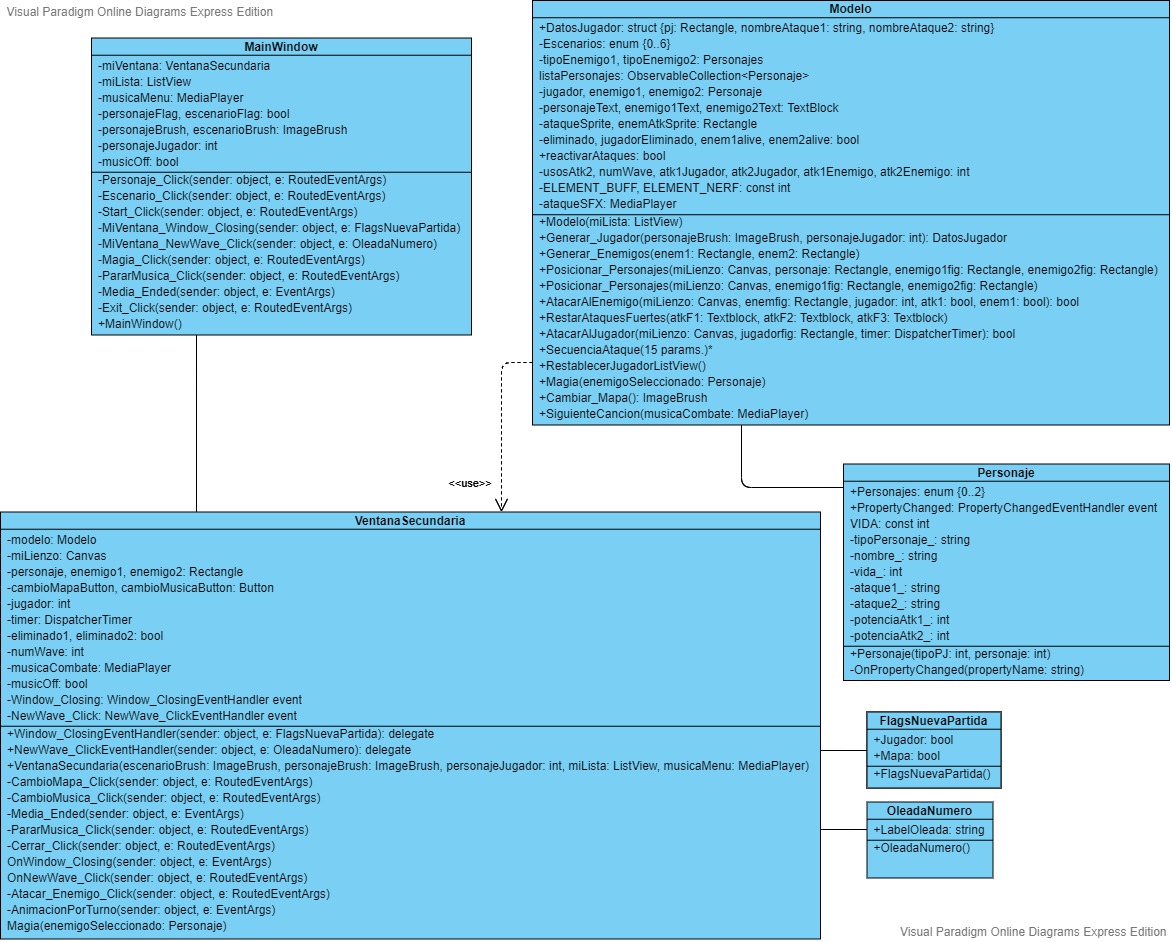 Visual Paradigm Online Diagrams Express Edition
MainWindow
-miVentana: VentanaSecundaria
-miLista: ListView
-musicaMenu: MediaPlayer
-personajeFlag, escenarioFlag: bool
-personajeBrush, escenarioBrush: ImageBrush
-personajeJugador: int
-musicOff: bool
-Personaje_Click(sender: object, e: RoutedEventArgs)
-Escenario_Click(sender: object, e: RoutedEventArgs)
-Start_Click(sender: object, e: RoutedEventArgs)
-MiVentana_Window_Closing(sender: object, e: FlagsNuevaPartida)
-MiVentana_NewWave_Click(sender: object, e: OleadaNumero)
-Magia_Click(sender: object, e: RoutedEventArgs)
-PararMusica_Click(sender: object, e: RoutedEventArgs)
-Media_Ended(sender: object, e: EventArgs)
-Exit_Click(sender: object, e: RoutedEventArgs)
+MainWindow()
Modelo
+DatosJugador: struct {pj: Rectangle, nombreAtaque1: string, nombreAtaque2: string}
-Escenarios: enum {0..6}
-tipoEnemigo1, tipoEnemigo2: Personajes
listaPersonajes: ObservableCollection<Personaje>
-jugador, enemigo1, enemigo2: Personaje
-personajeText, enemigo1Text, enemigo2Text: TextBlock
-ataqueSprite, enemAtkSprite: Rectangle
-eliminado, jugadorEliminado, enem1alive, enem2alive: bool
+reactivarAtaques: bool
-usosAtk2, numWave, atk1Jugador, atk2Jugador, atk1Enemigo, atk2Enemigo: int
-ELEMENT_BUFF, ELEMENT_NERF: const int
-ataqueSFX: MediaPlayer
+Modelo(miLista: ListView)
+Generar_Jugador(personajeBrush: ImageBrush, personajeJugador: int): DatosJugador
+Generar_Enemigos(enem1: Rectangle, enem2: Rectangle)
+Posicionar_Personajes(miLienzo: Canvas, personaje: Rectangle, enemigo1fig: Rectangle, enemigo2fig: Rectangle)
+Posicionar_Personajes(miLienzo: Canvas, enemigo1fig: Rectangle, enemigo2fig: Rectangle)
+AtacarAlEnemigo(miLienzo: Canvas, enemfig: Rectangle, jugador: int, atk1: bool, enem1: bool): bool
+RestarAtaquesFuertes(atkF1: Textblock, atkF2: Textblock, atkF3: Textblock)
+AtacarAlJugador(miLienzo: Canvas, jugadorfig: Rectangle, timer: DispatcherTimer): bool
+SecuenciaAtaque(15 params.)*
+RestablecerJugadorListView()
+Magia(enemigoSeleccionado: Personaje)
+Cambiar_Mapa(): ImageBrush
+SiguienteCancion(musicaCombate: MediaPlayer)
<<use>>
Personaje
+Personajes: enum {0..2}
+PropertyChanged: PropertyChangedEventHandler event
VIDA: const int
-tipoPersonaje_: string
-nombre_: string
-vida_: int
-ataque1_: string
-ataque2_: string
-potenciaAtk1_: int
-potenciaAtk2_: int
+Personaje(tipoPJ: int, personaje: int)
-OnPropertyChanged(propertyName: string)
VentanaSecundaria
-modelo: Modelo
-miLienzo: Canvas
-personaje, enemigo1, enemigo2: Rectangle
-cambioMapaButton, cambioMusicaButton: Button
-jugador: int
-timer: DispatcherTimer
-eliminado1, eliminado2: bool
-numWave: int
-musicaCombate: MediaPlayer
-musicOff: bool
-Window_Closing: Window_ClosingEventHandler event
-NewWave_Click: NewWave_ClickEventHandler event
+Window_ClosingEventHandler(sender: object, e: FlagsNuevaPartida): delegate
+NewWave_ClickEventHandler(sender: object, e: OleadaNumero): delegate
+VentanaSecundaria(escenarioBrush: ImageBrush, personajeBrush: ImageBrush, personajeJugador: int, miLista: ListView, musicaMenu: MediaPlayer)
-CambioMapa_Click(sender: object, e: RoutedEventArgs)
-CambioMusica_Click(sender: object, e: RoutedEventArgs)
-Media_Ended(sender: object, e: EventArgs)
-PararMusica_Click(sender: object, e: RoutedEventArgs)
-Cerrar_Click(sender: object, e: RoutedEventArgs)
OnWindow_Closing(sender: object, e: EventArgs)
OnNewWave_Click(sender: object, e: RoutedEventArgs)
-Atacar_Enemigo_Click(sender: object, e: RoutedEventArgs)
-AnimacionPorTurno(sender: object, e: EventArgs)
Magia(enemigoSeleccionado: Personaje)
FlagsNuevaPartida
+Jugador: bool
+Mapa: bool
+FlagsNuevaPartida()
OleadaNumero
+LabelOleada: string
+OleadaNumero()
Visual Paradigm Online Diagrams Express Edition